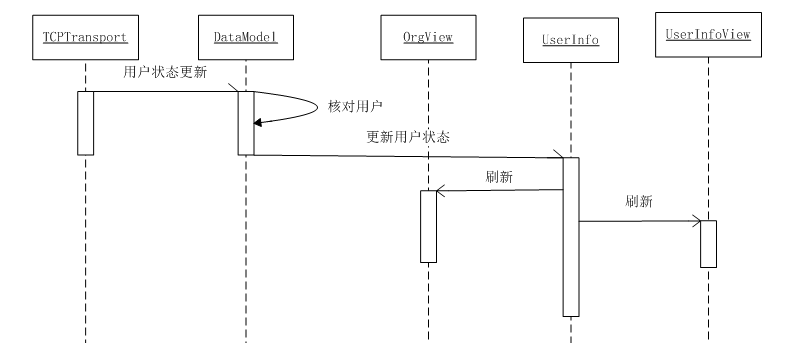 TCPTransport
DataModel
OrgView
UserInfo
UserInfoView
用户状态更新
核对用户
更新用户状态
刷新
刷新